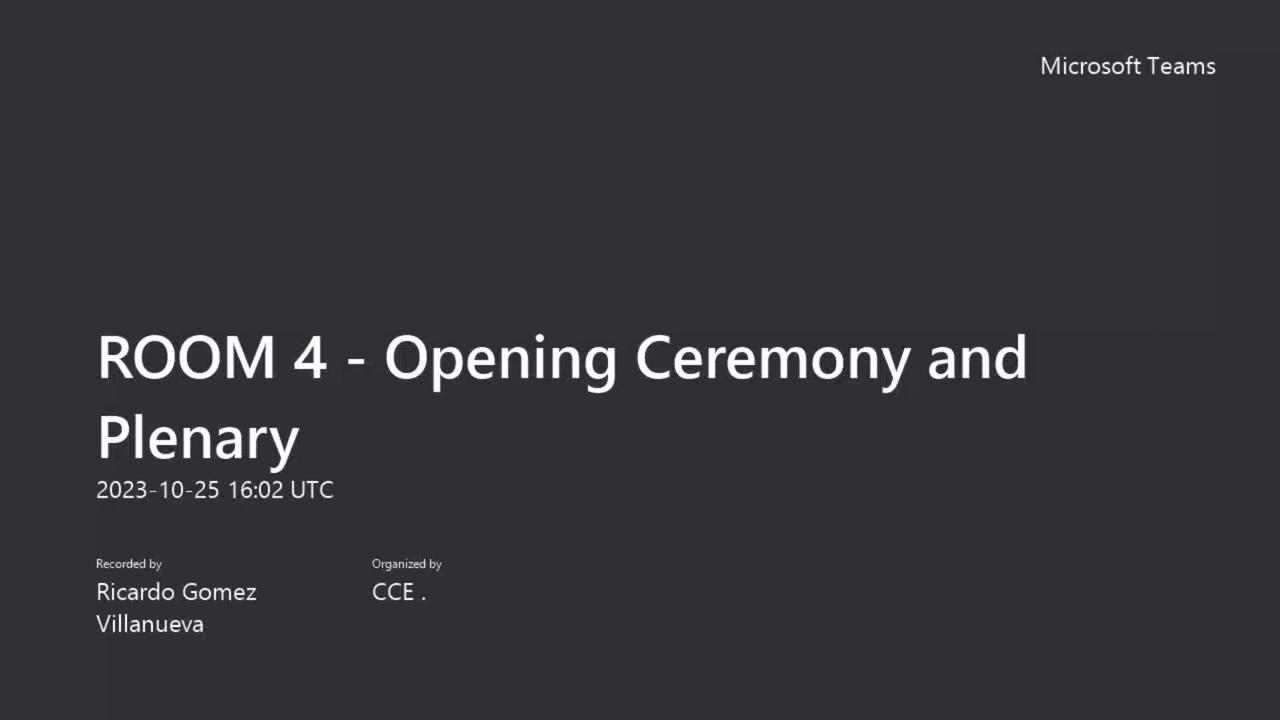 Microsoft Teams
ROOM 4 - Opening Ceremony and
Plenary
2023-10-25 16:02 UTC
Recorded by
Ricardo Gomez
Villanueva
Organized by
CCE .